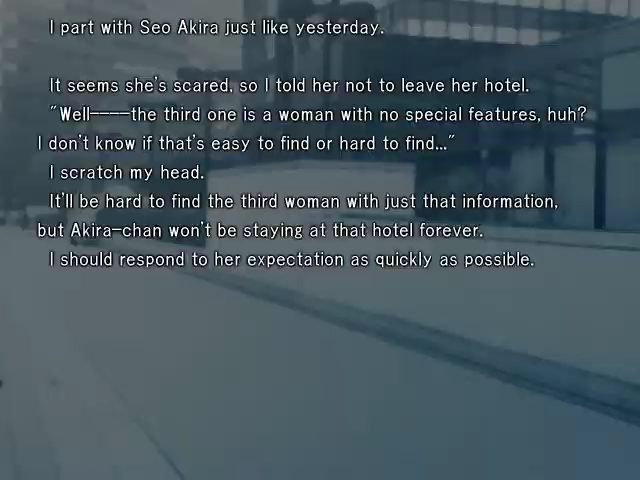 I part with Seo Akira just like yesterday.
It seems she's scared, so I told her not to leave her hotel.
"Well――――the third one is a woman with no special features, huh?
I don't know if that's easy to find or hard to find..."
I scratch my head.
It'll be hard to find the third woman with just that information,
but Akira-chan won't be staying at that hotel forever.
I should respond to her expectation as quickly as possible.